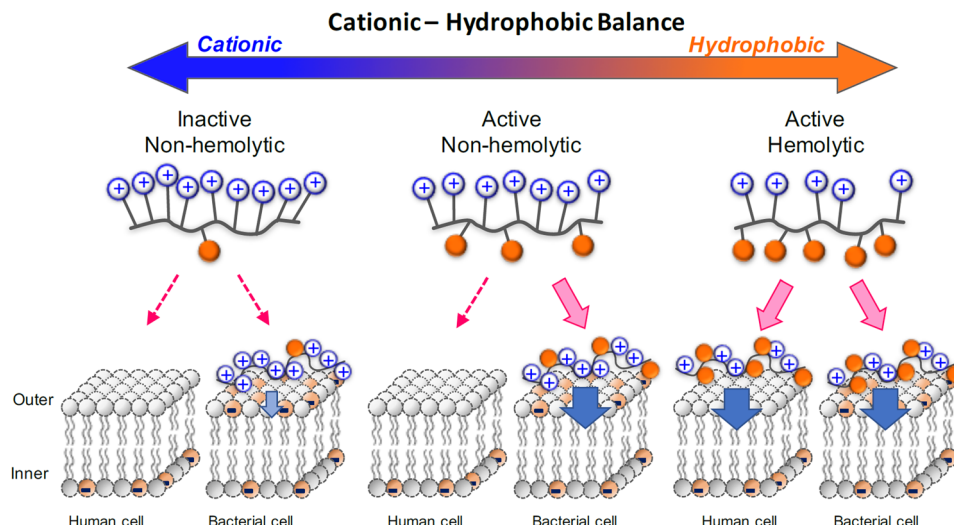 Cationic – Hydrophobic Balance
Cationic
Hydrophobic
Inactive
Non-hemolytic
Active
Non-hemolytic
Active
Hemolytic
+ + + + + + + + +
+ + + + + + +
+ + + + +
Outer
Inner
Human cell
Bacterial cell
Human cell
Bacterial cell
Human cell
Bacterial cell